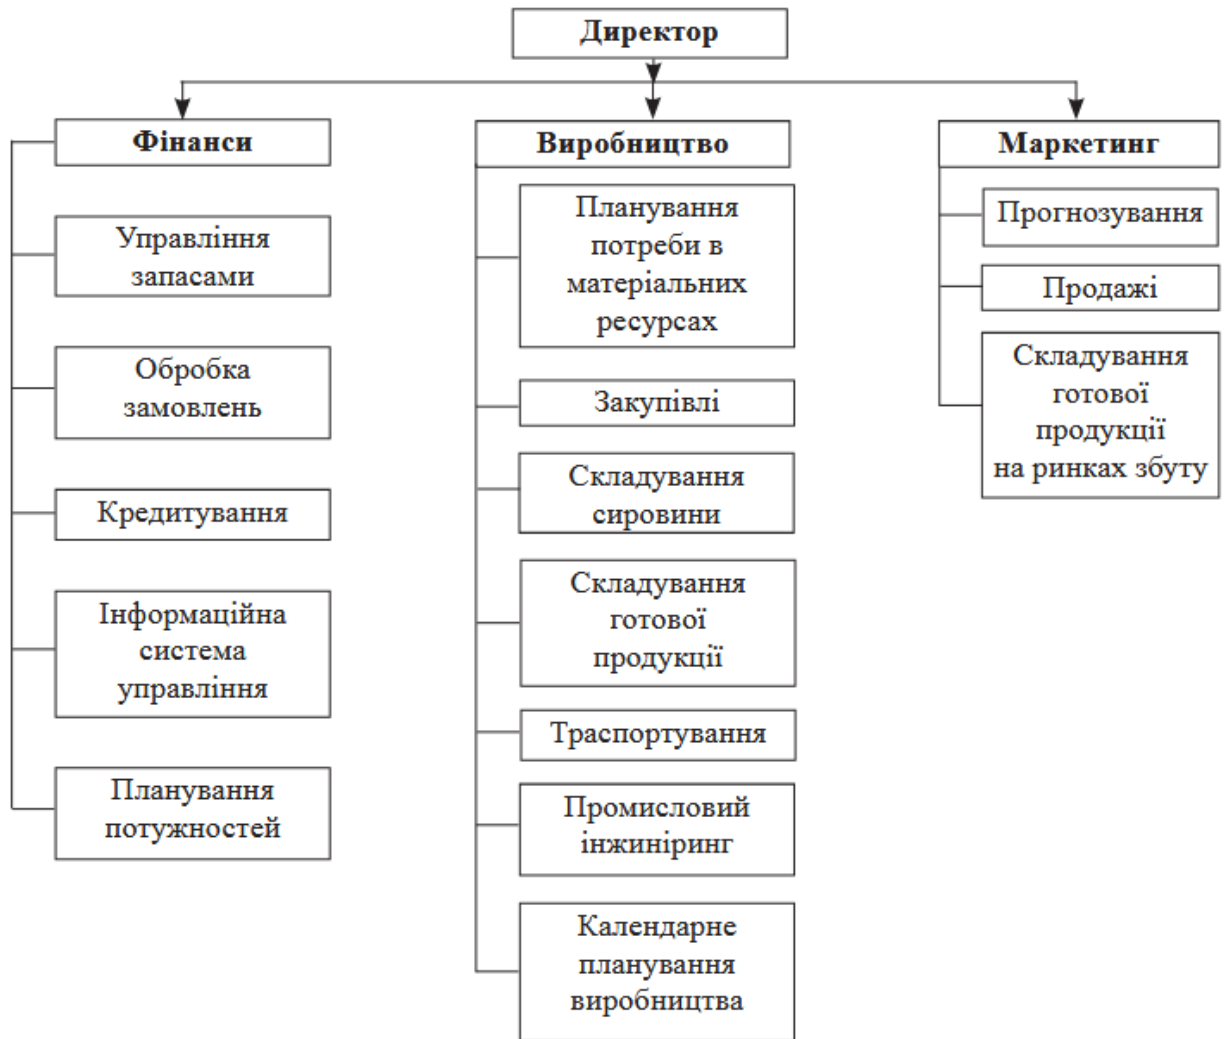 Директор
Фінанси
Управління
запасами
Обробка
замовлень
Кредитування
Інформаційна
система
управління
Планування
потужностей
Виробництво
Планування
потреби в
матеріальних
ресурсах
Закупівлі
Складування
сировини
Складування
готової
продукції
Траспортування
Промисловий
інжиніринг
Календарне
планування
виробництва
Маркетинг
Прогнозування
Продажі
Складування
готової
продукції
на ринках збуту